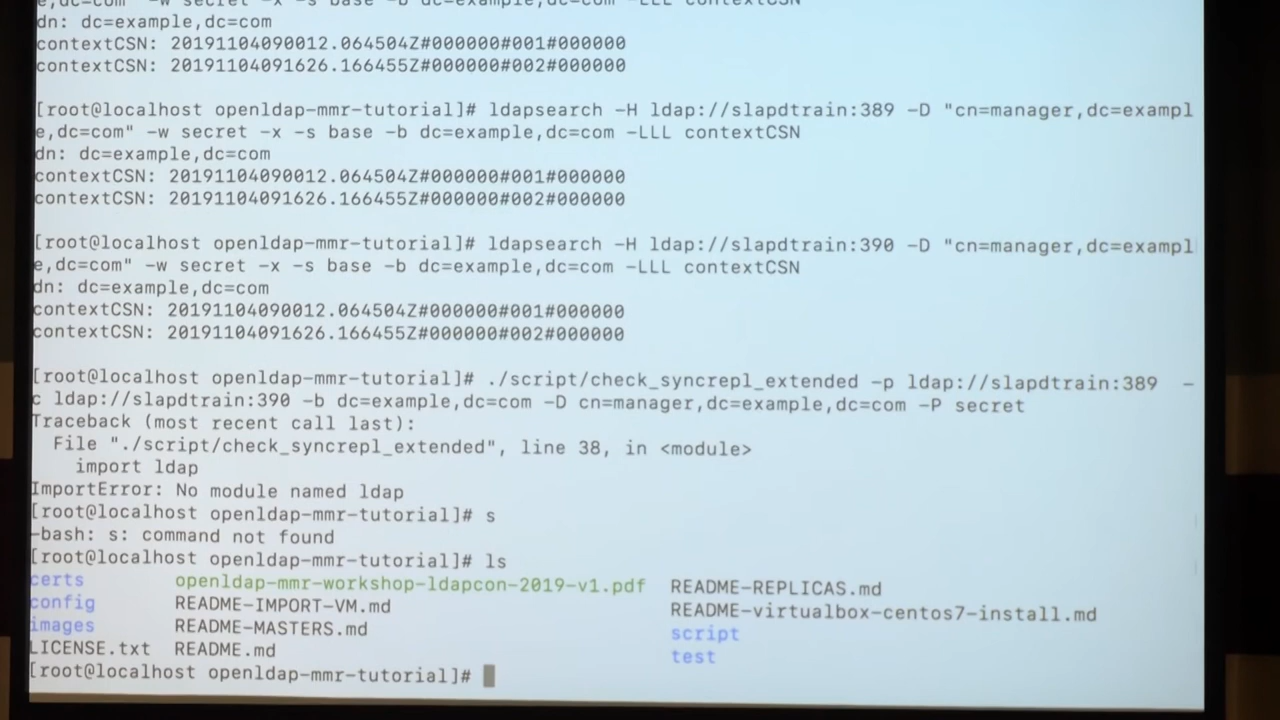 e,dc=com" -w secret -x -s base -b dc=example,dc=com -LLL contextCSN
dn: dc=example,dc=com
contextCSN: 20191104090012.064504Z#000000#001#000000
contextCSN: 20191104091626.166455Z#000000#002#000000
[root@localhost openldap-mmr-tutorial]# ldapsearch -H ldap://slapdtrain:389 -D "cn=manager,dc=exampl
e,dc=com" -w secret -x -s base -b dc=example,dc=com -LLL contextCSN
dn: dc=example,dc=com
contextCSN: 20191104090012.064504Z#000000#001#000000
contextCSN: 20191104091626.166455Z#000000#002#000000
[root@localhost openldap-mmr-tutorial]# ldapsearch -H ldap://slapdtrain:390 -D "cn=manager,dc=exampl
e,dc=com" -w secret -x -s base -b dc=example,dc=com -LLL contextCSN
dn: dc=example,dc=com
contextCSN: 20191104090012.064504Z#000000#001#000000
contextCSN: 20191104091626.166455Z#000000#002#000000
[root@localhost openldap-mmr-tutorial]# ./script/check_syncrepl_extended -p ldap://slapdtrain:389 -
c ldap://slapdtrain:390 -b dc=example,dc=com -D cn=manager,dc=example,dc=com -P secret
Traceback (most recent call last):
File "./script/check_syncrepl_extended", line 38, in <module>
import ldap
ImportError: No module named ldap
[root@localhost openldap-mmr-tutorial]# s
-bash: s: command not found
[root@localhost openldap-mmr-tutorial]# ls
certs openldap-mmr-workshop-ldapcon-2019-v1.pdf README-REPLICAS.md
config README-IMPORT-VM.md README-virtualbox-centos7-install.md
images README-MASTERS.md script
LICENSE.txt README.md test
[root@localhost openldap-mmr-tutorial]#